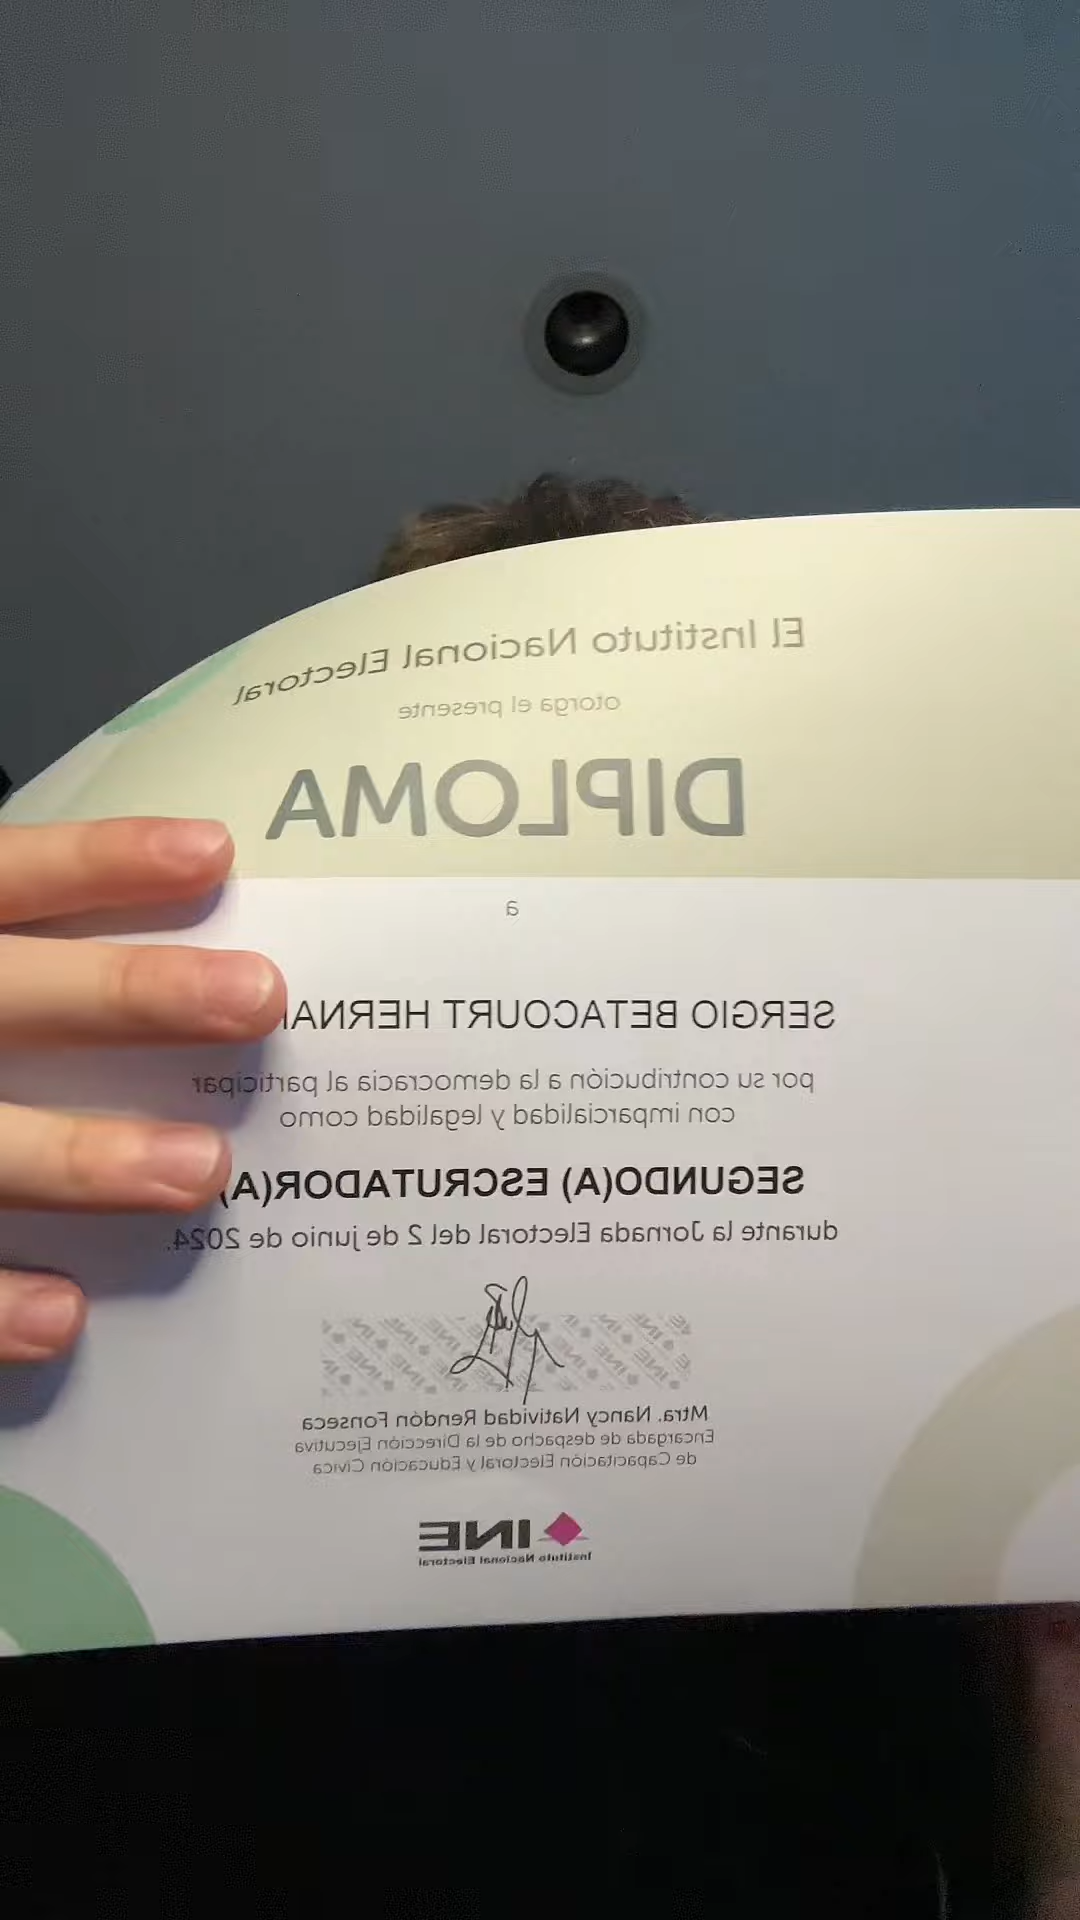 El Instituto Nacional Electoral
otorga el presente
DIPLOMA
a
SERGIO BETACOURT
por su contribución a la democracia al participar
con imparcialidad y legalidad como
SEGUNDO(A) ESCRUTADOR(A)
durante la Jornada Electoral del 2 de junio de 2024.
Mtra. Nancy Natividad Rendón Fonseca
Encargada de despacho de la Dirección Ejecutiva
de Capacitación Electoral y Educación Cívica
INE
Instituto Nacional Electoral